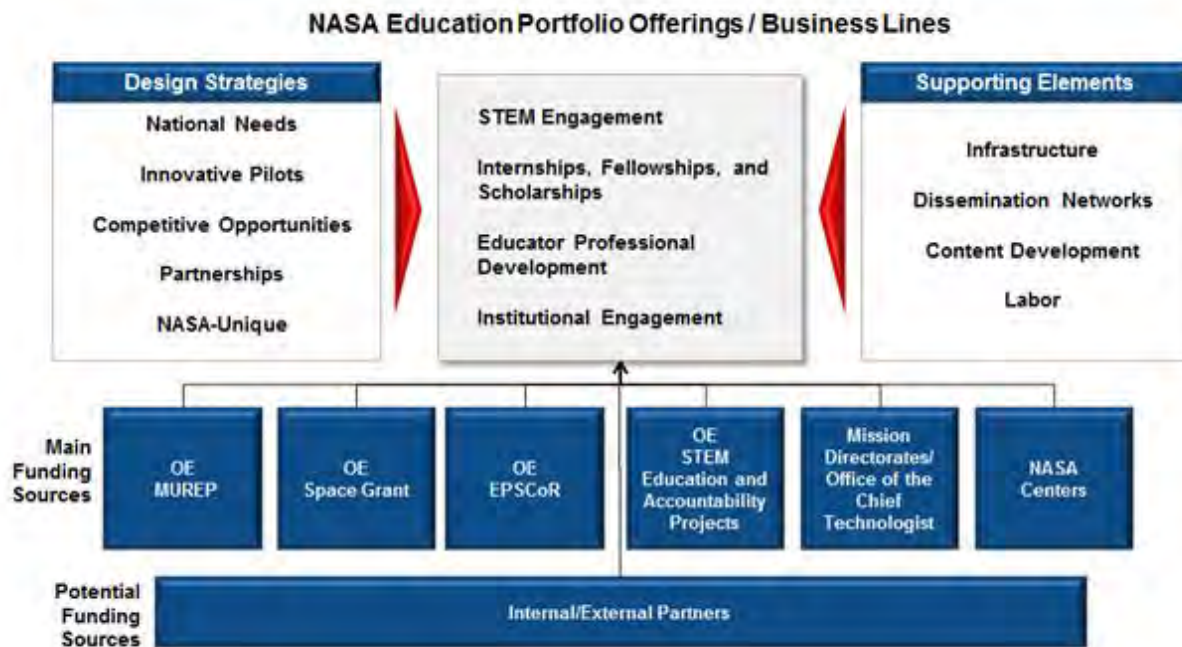 NASA Education Portfolio Offerings / Business Lines
Design Strategies
National Needs
Innovative Pilots
Competitive Opportunities
Partnerships
NASA-Unique
STEM Engagement
Internships, Fellowships, and
Scholarships
Educator Professional
Development
Institutional Engagement
Supporting Elements
Infrastructure
Dissemination Networks
Content Development
Labor
Main
Funding
Sources
OE
MUREP
OE
Space Grant
OE
EPSCoR
OE
STEM
Education and
Accountability
Projects
Mission
Directorates/
Office of the
Chief
Technologist
NASA
Centers
Potential
Funding
Sources
Internal/External Partners